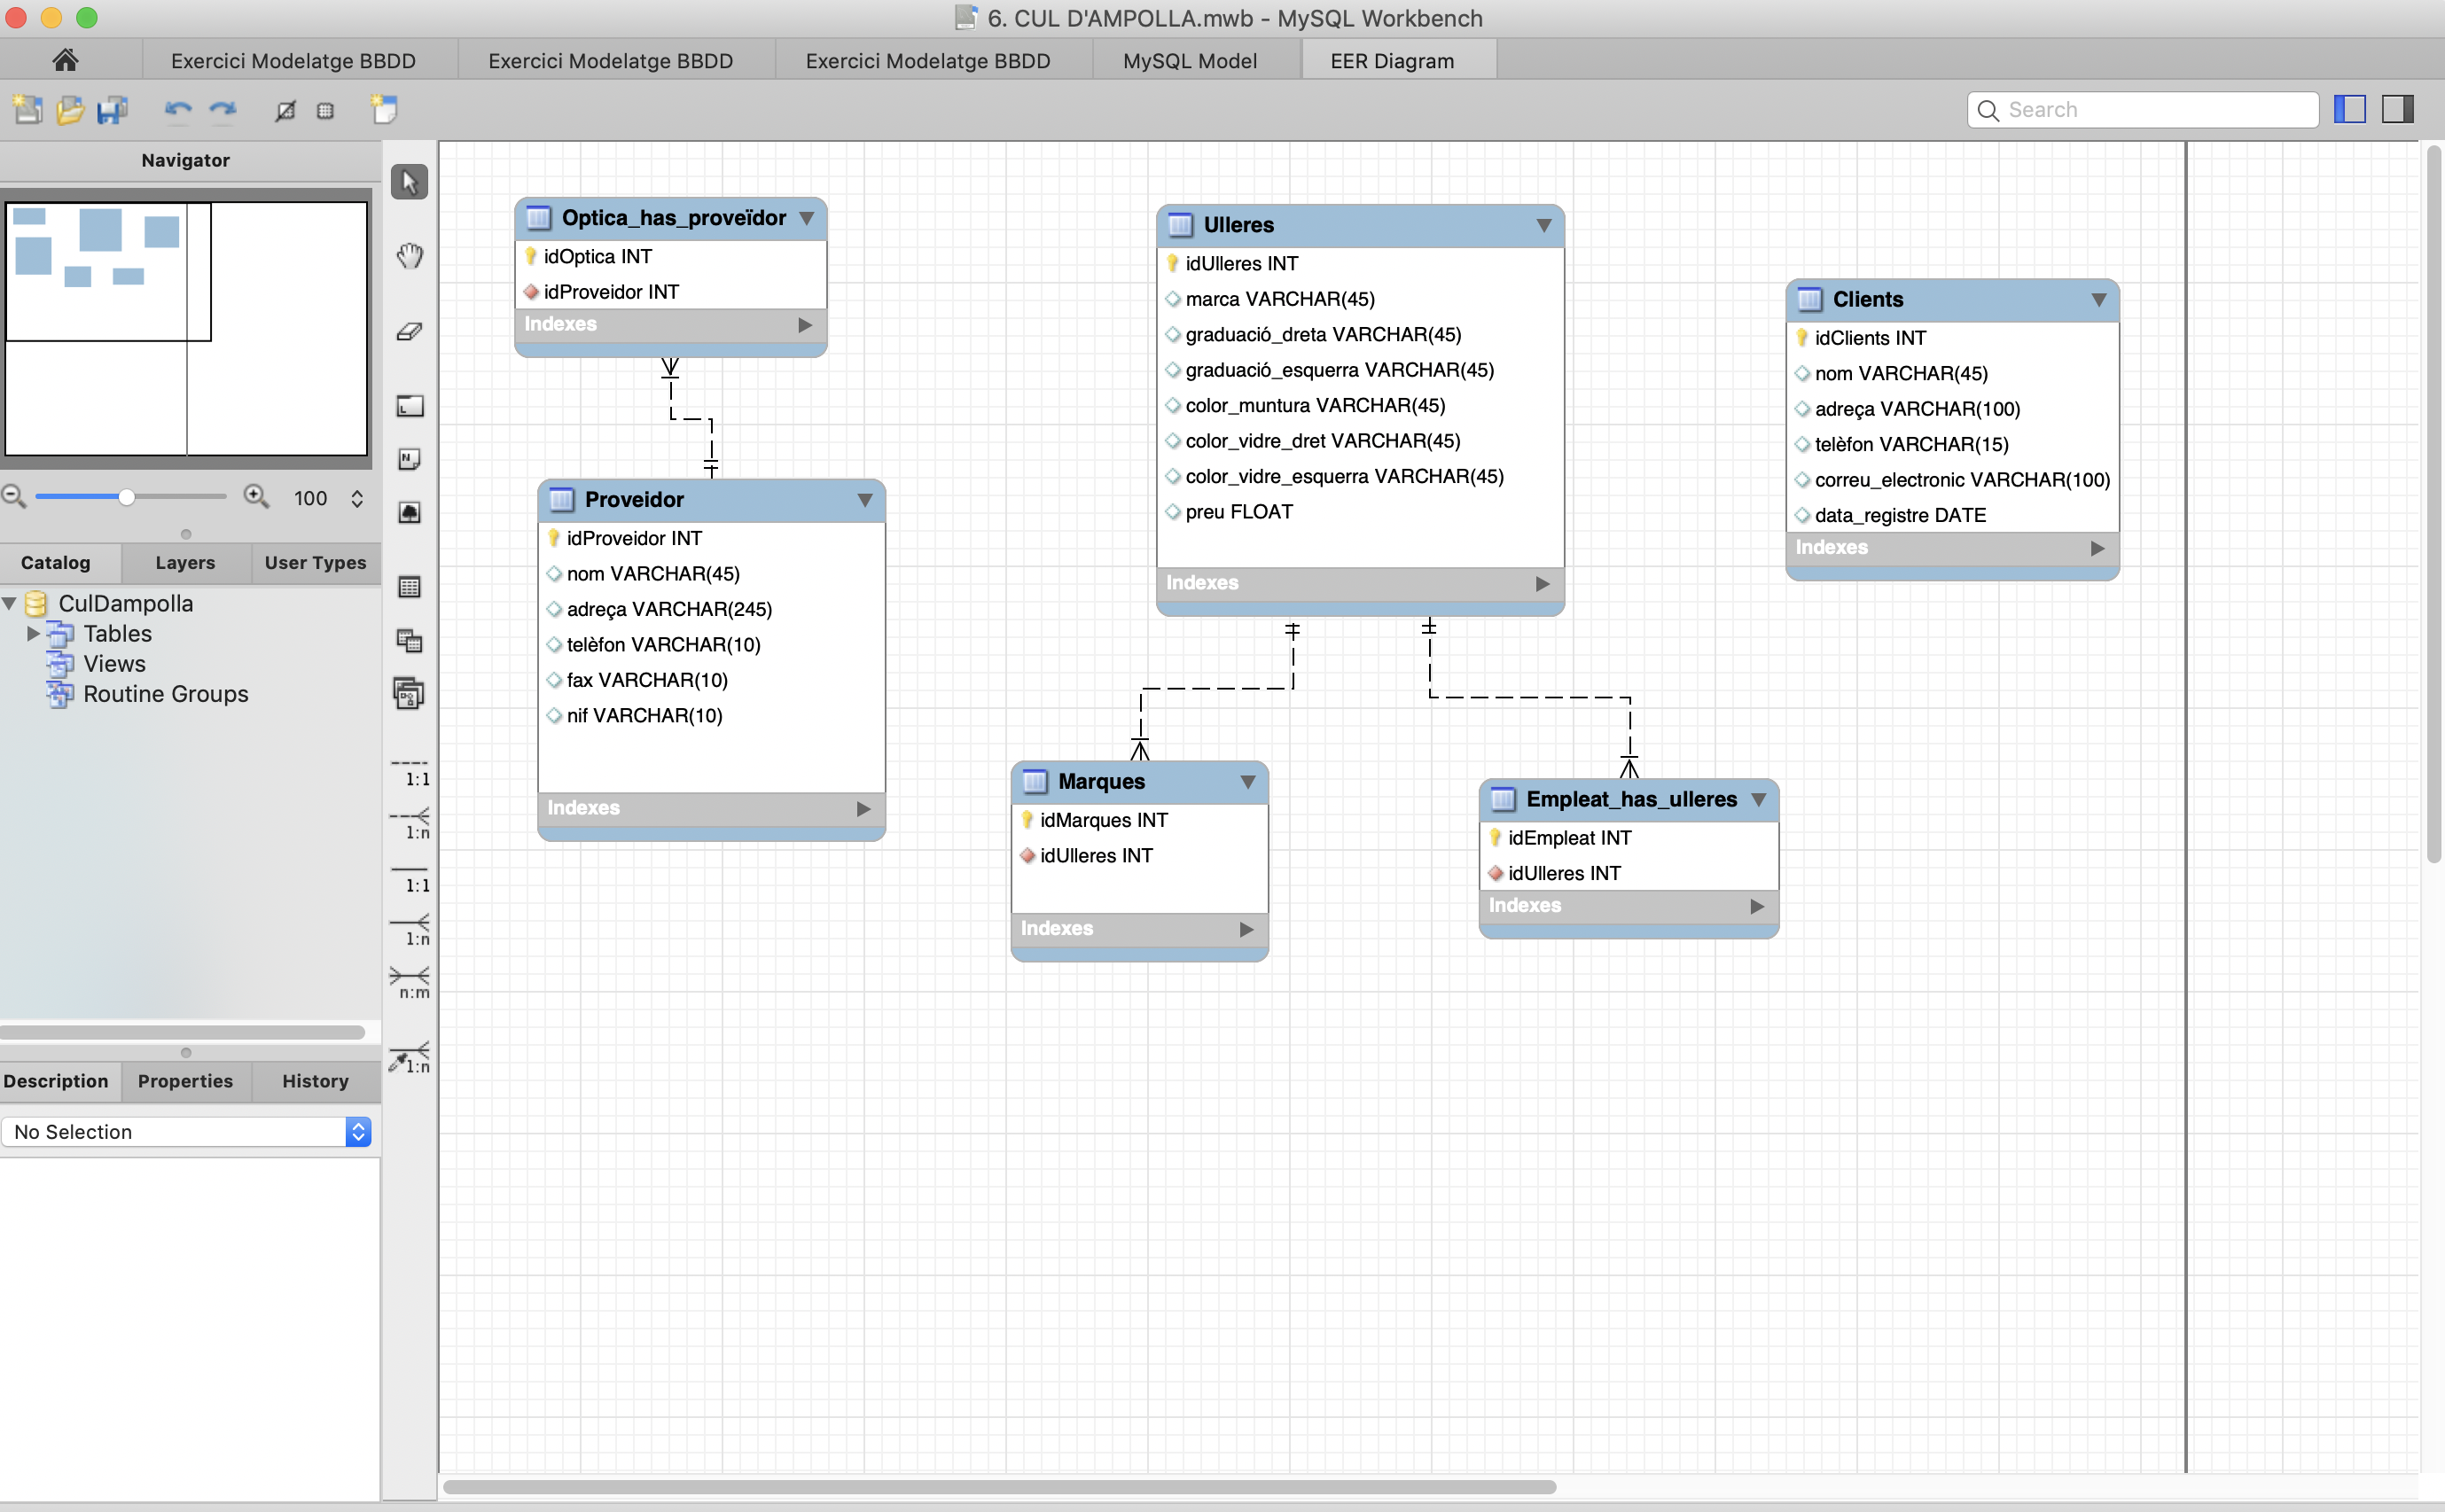 6. CUL D'AMPOLLA.mwb - MySQL Workbench
Exercici Modelatge BBDD
Exercici Modelatge BBDD
Exercici Modelatge BBDD
MySQL Model
EER Diagram
Search
Navigator
100
Catalog
Layers
User Types
CulDampolla
Tables
Views
Routine Groups
Description
Properties
History
No Selection
1:1
1:n
1:1
1:n
n:m
1:n
Optica_has_proveïdor
idOptica INT
idProveidor INT
Indexes
Proveidor
idProveidor INT
nom VARCHAR(45)
adreça VARCHAR(245)
telèfon VARCHAR(10)
fax VARCHAR(10)
nif VARCHAR(10)
Indexes
Ulleres
idUlleres INT
marca VARCHAR(45)
graduació_dreta VARCHAR(45)
graduació_esquerra VARCHAR(45)
color_muntura VARCHAR(45)
color_vidre_dret VARCHAR(45)
color_vidre_esquerra VARCHAR(45)
preu FLOAT
Indexes
Clients
idClients INT
nom VARCHAR(45)
adreça VARCHAR(100)
telèfon VARCHAR(15)
correu_electronic VARCHAR(100)
data_registre DATE
Indexes
Marques
idMarques INT
idUlleres INT
Indexes
Empleat_has_ulleres
idEmpleat INT
idUlleres INT
Indexes